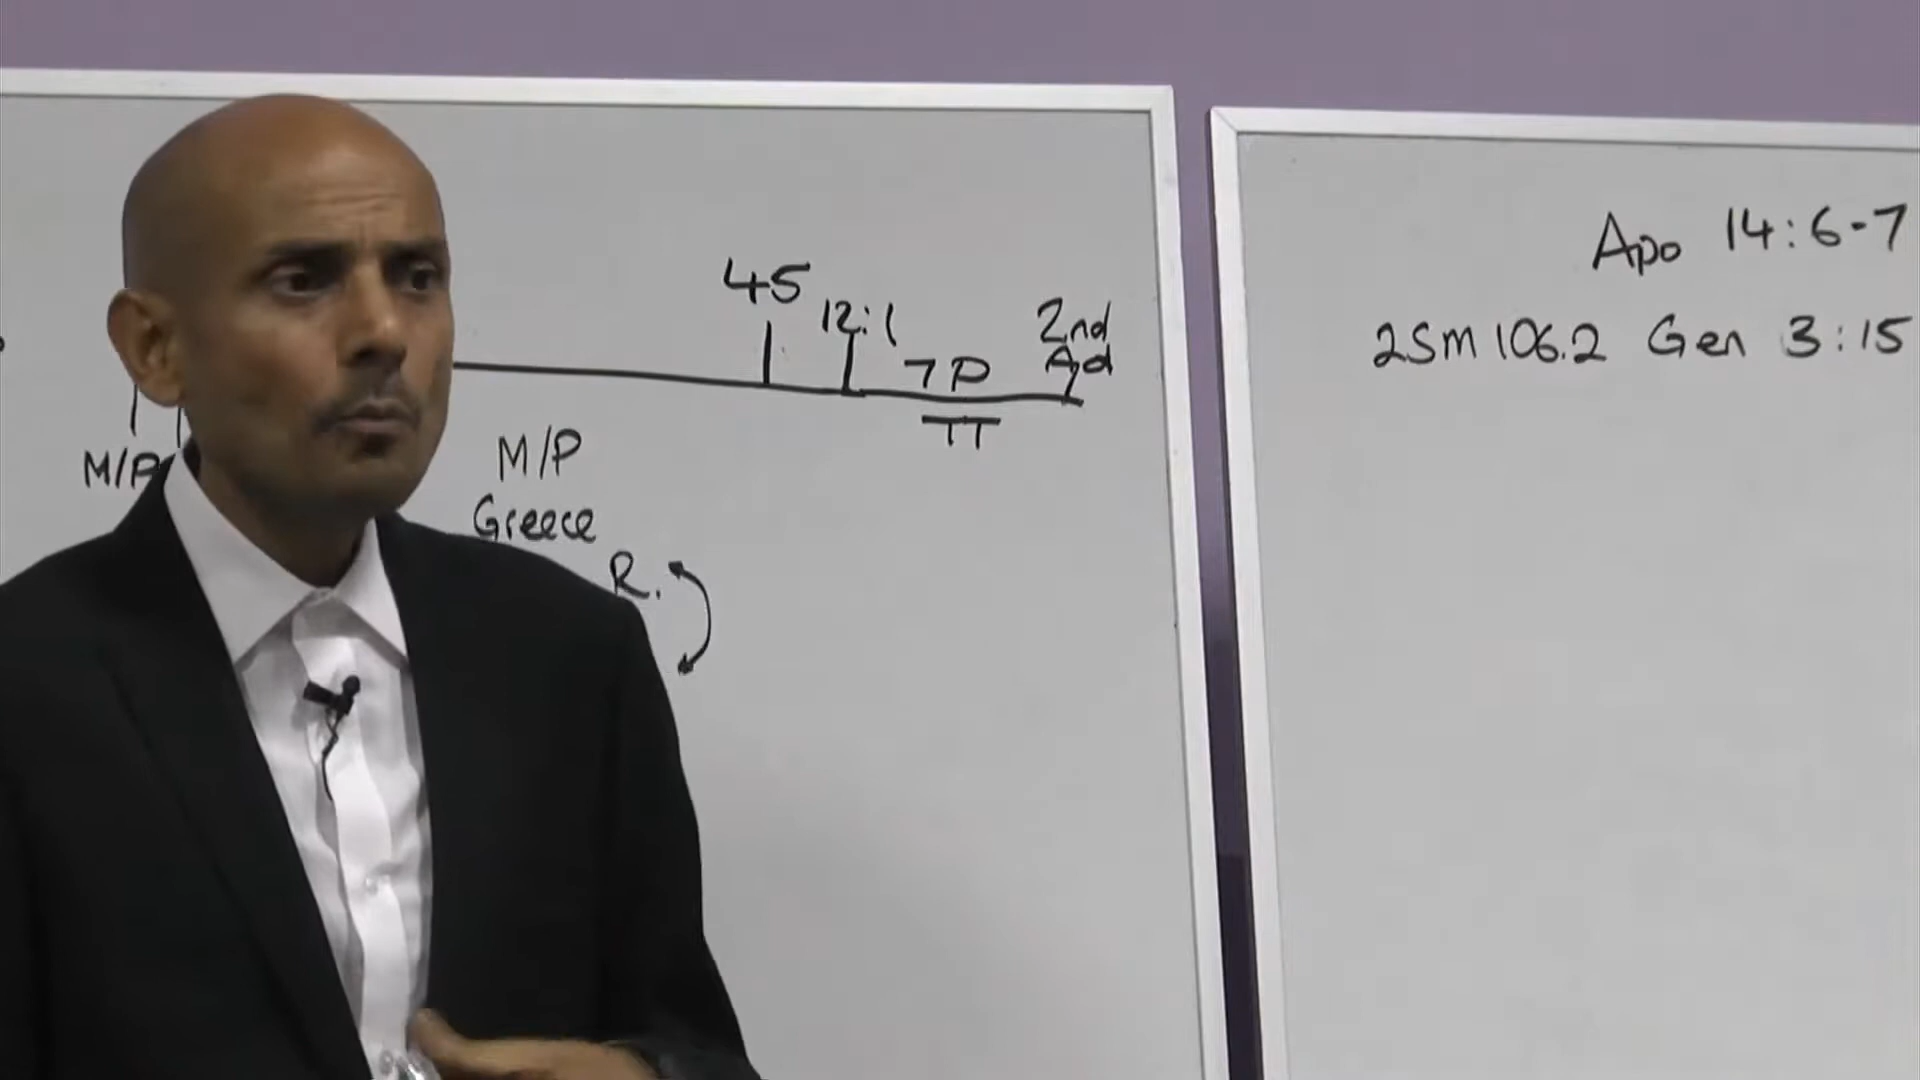 45
12:1
2nd
Ad
7P
TT
M/P
M/P
Greece
R.
Apo 14:6-7
2SM 106.2 Gen 3:15